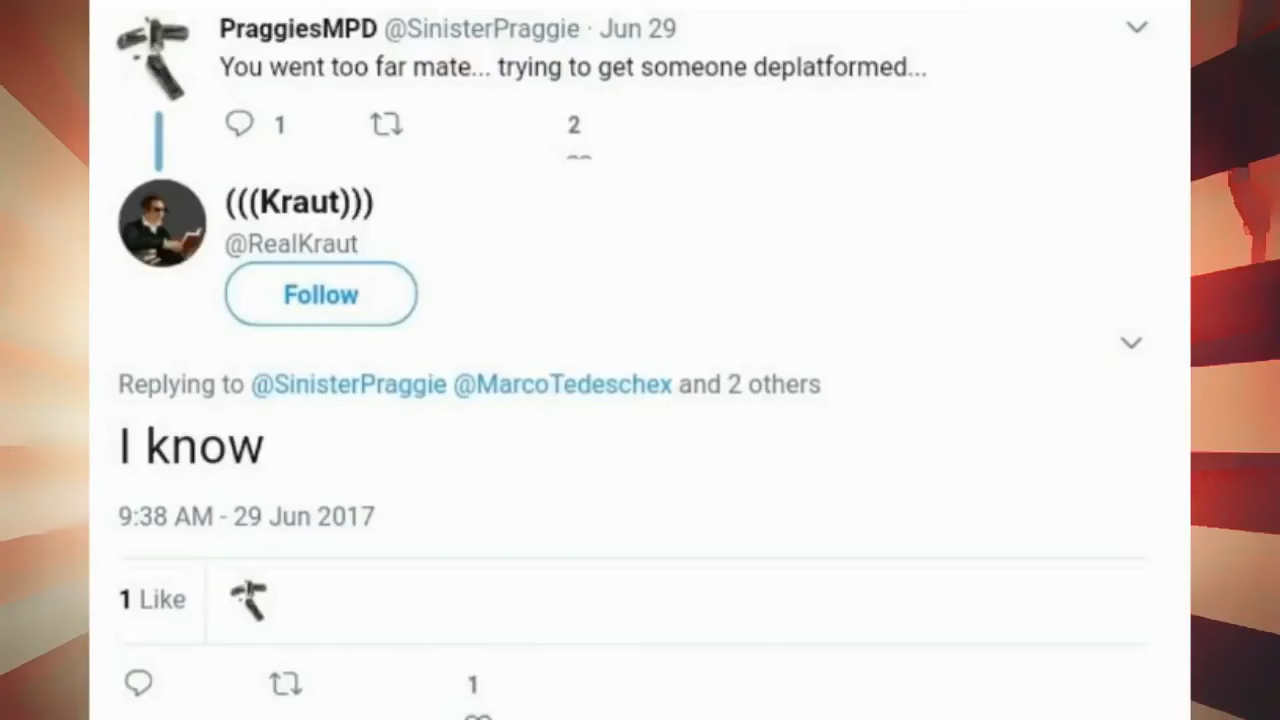 PraggiesMPD @SinisterPraggie · Jun 29
You went too far mate... trying to get someone deplatformed...
1 2
(((Kraut)))
@RealKraut
Follow
Replying to @SinisterPraggie @MarcoTedeschex and 2 others
I know
9:38 AM - 29 Jun 2017
1 Like
1